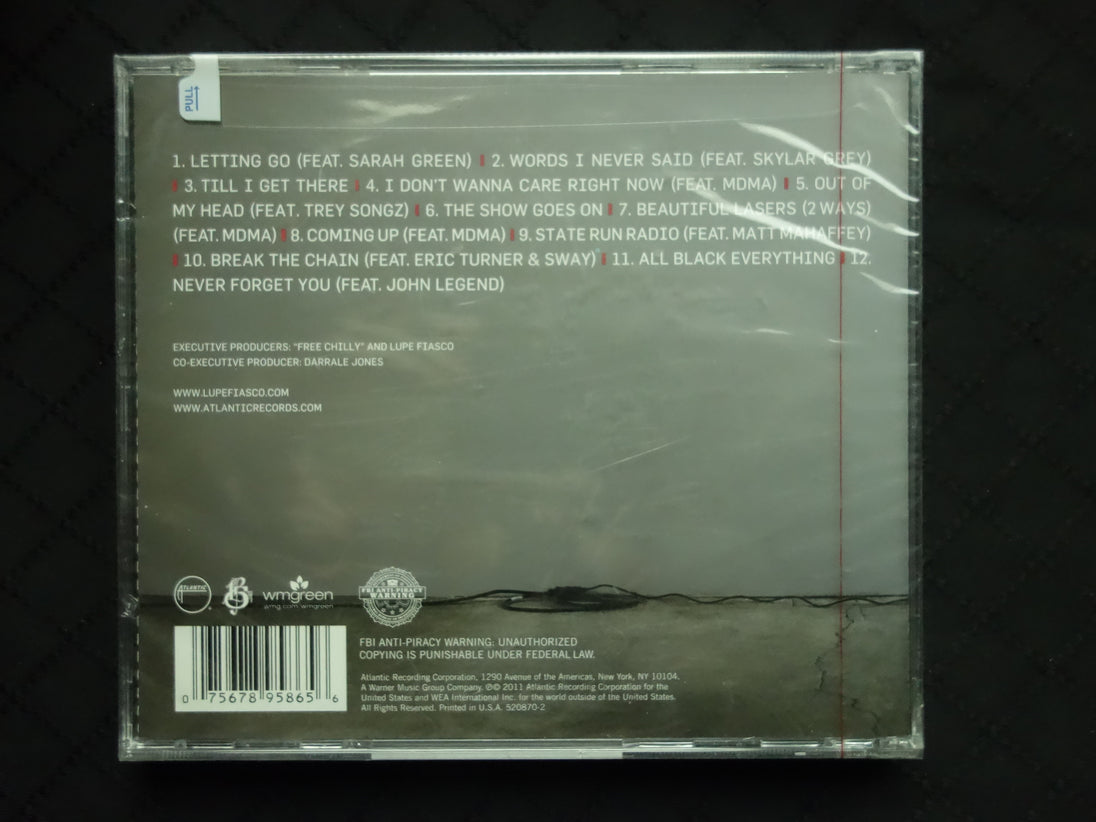 PULL
1. LETTING GO (FEAT. SARAH GREEN) | 2. WORDS I NEVER SAID (FEAT. SKYLAR GREY)
| 3. TILL I GET THERE | 4. I DON'T WANNA CARE RIGHT NOW (FEAT. MDMA) | 5. OUT OF
MY HEAD (FEAT. TREY SONGZ) | 6. THE SHOW GOES ON | 7. BEAUTIFUL LASERS (2 WAYS)
(FEAT. MDMA) | 8. COMING UP (FEAT. MDMA) | 9. STATE RUN RADIO (FEAT. MATT MAHAFFEY)
| 10. BREAK THE CHAIN (FEAT. ERIC TURNER & SWAY) | 11. ALL BLACK EVERYTHING | 12.
NEVER FORGET YOU (FEAT. JOHN LEGEND)
EXECUTIVE PRODUCERS: "FREE CHILLY" AND LUPE FIASCO
CO-EXECUTIVE PRODUCER: DARRALE JONES
WWW.LUPEFIASCO.COM
WWW.ATLANTICRECORDS.COM
ATLANTIC
wmgreen
wmg.com/wmgreen
FBI ANTI-PIRACY
WARNING
0 75678 95865 6
FBI ANTI-PIRACY WARNING: UNAUTHORIZED
COPYING IS PUNISHABLE UNDER FEDERAL LAW.
Atlantic Recording Corporation, 1290 Avenue of the Americas, New York, NY 10104.
A Warner Music Group Company. ℗© 2011 Atlantic Recording Corporation for the
United States and WEA International Inc. for the world outside of the United States.
All Rights Reserved. Printed in U.S.A. 520870-2